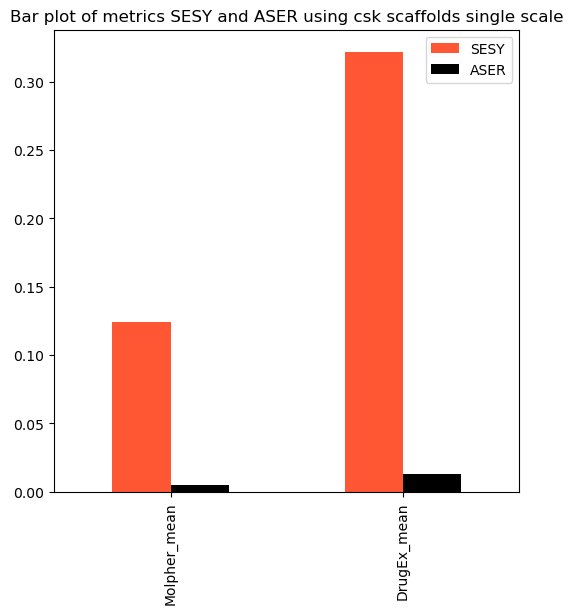 Bar plot of metrics SESY and ASER using csk scaffolds single scale
SESY
ASER
0.30
0.25
0.20
0.15
0.10
0.05
0.00
Molpher_mean
DrugEx_mean